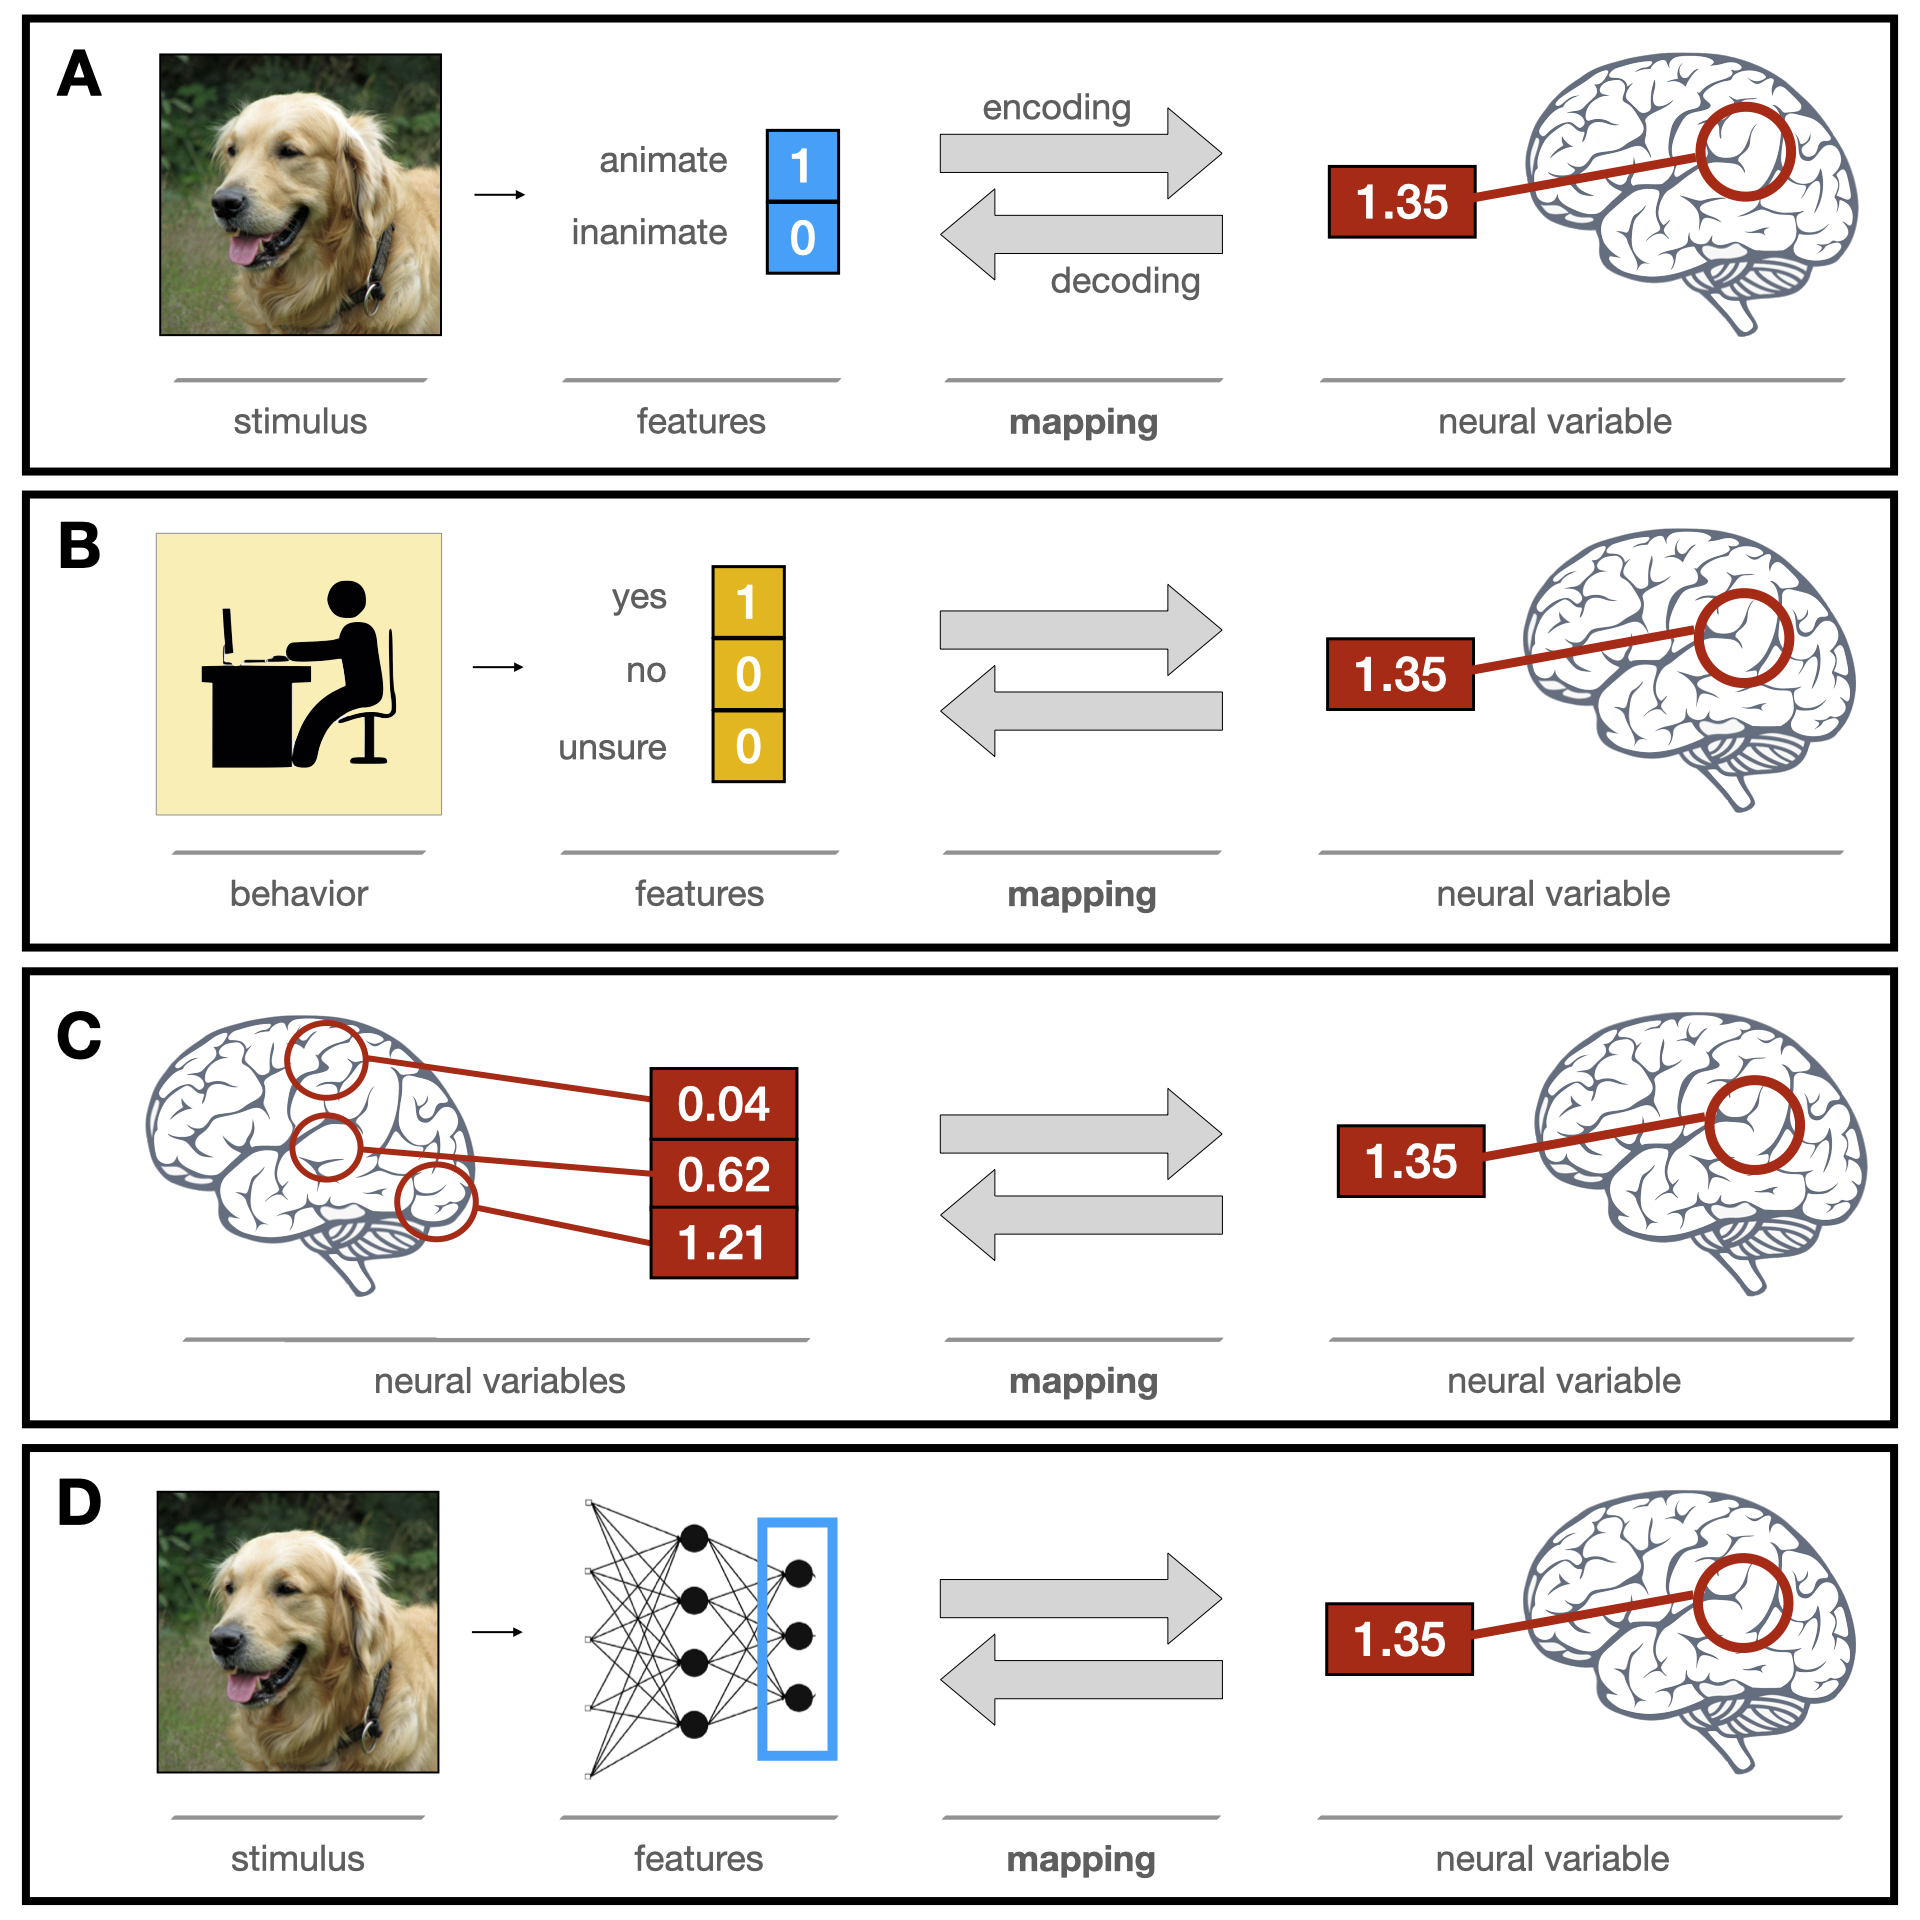 A
animate 1
inanimate 0
encoding
decoding
1.35
stimulus features mapping neural variable
B
yes 1
no 0
unsure 0
1.35
behavior features mapping neural variable
C
0.04
0.62
1.21
1.35
neural variables mapping neural variable
D
1.35
stimulus features mapping neural variable